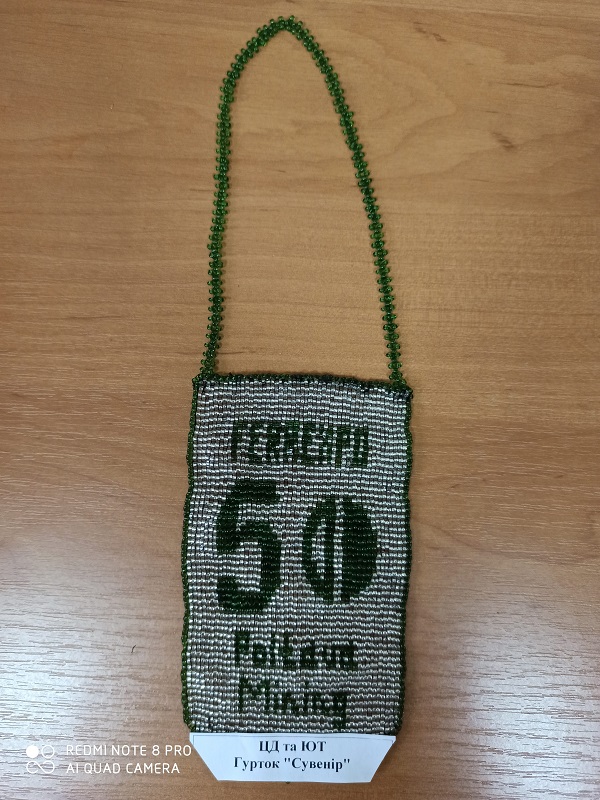 FERREXPO
50
Poltava
Mining
ЦД та ЮТ
Гурток "Сувенір"
REDMI NOTE 8 PRO
AI QUAD CAMERA